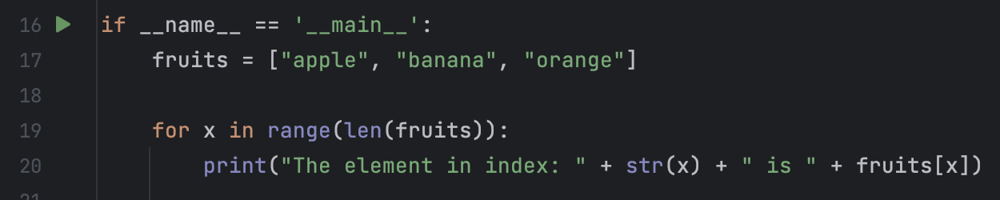 16 if __name__ == '__main__':
17     fruits = ["apple", "banana", "orange"]
18
19     for x in range(len(fruits)):
20         print("The element in index: " + str(x) + " is " + fruits[x])
21